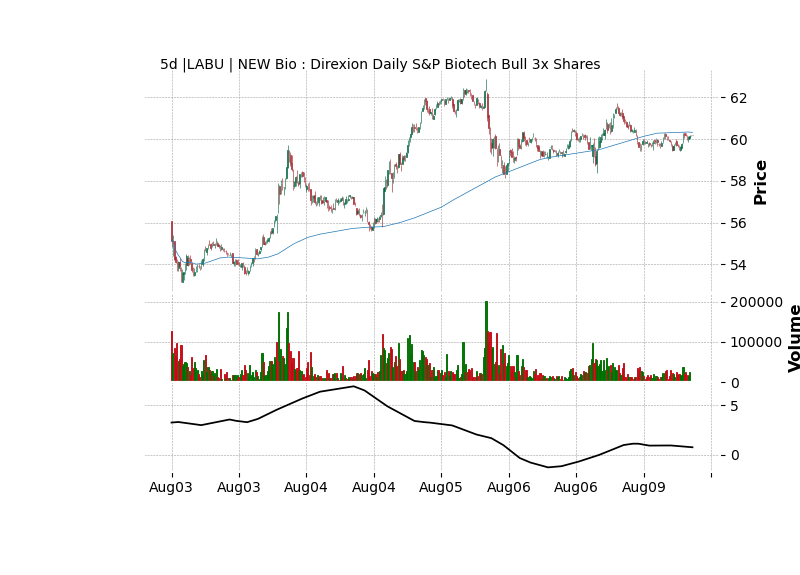 5d |LABU | NEW Bio : Direxion Daily S&P Biotech Bull 3x Shares
62
60
58
56
54
Price
200000
100000
0
Volume
5
0
Aug03 Aug03 Aug04 Aug04 Aug05 Aug06 Aug06 Aug09